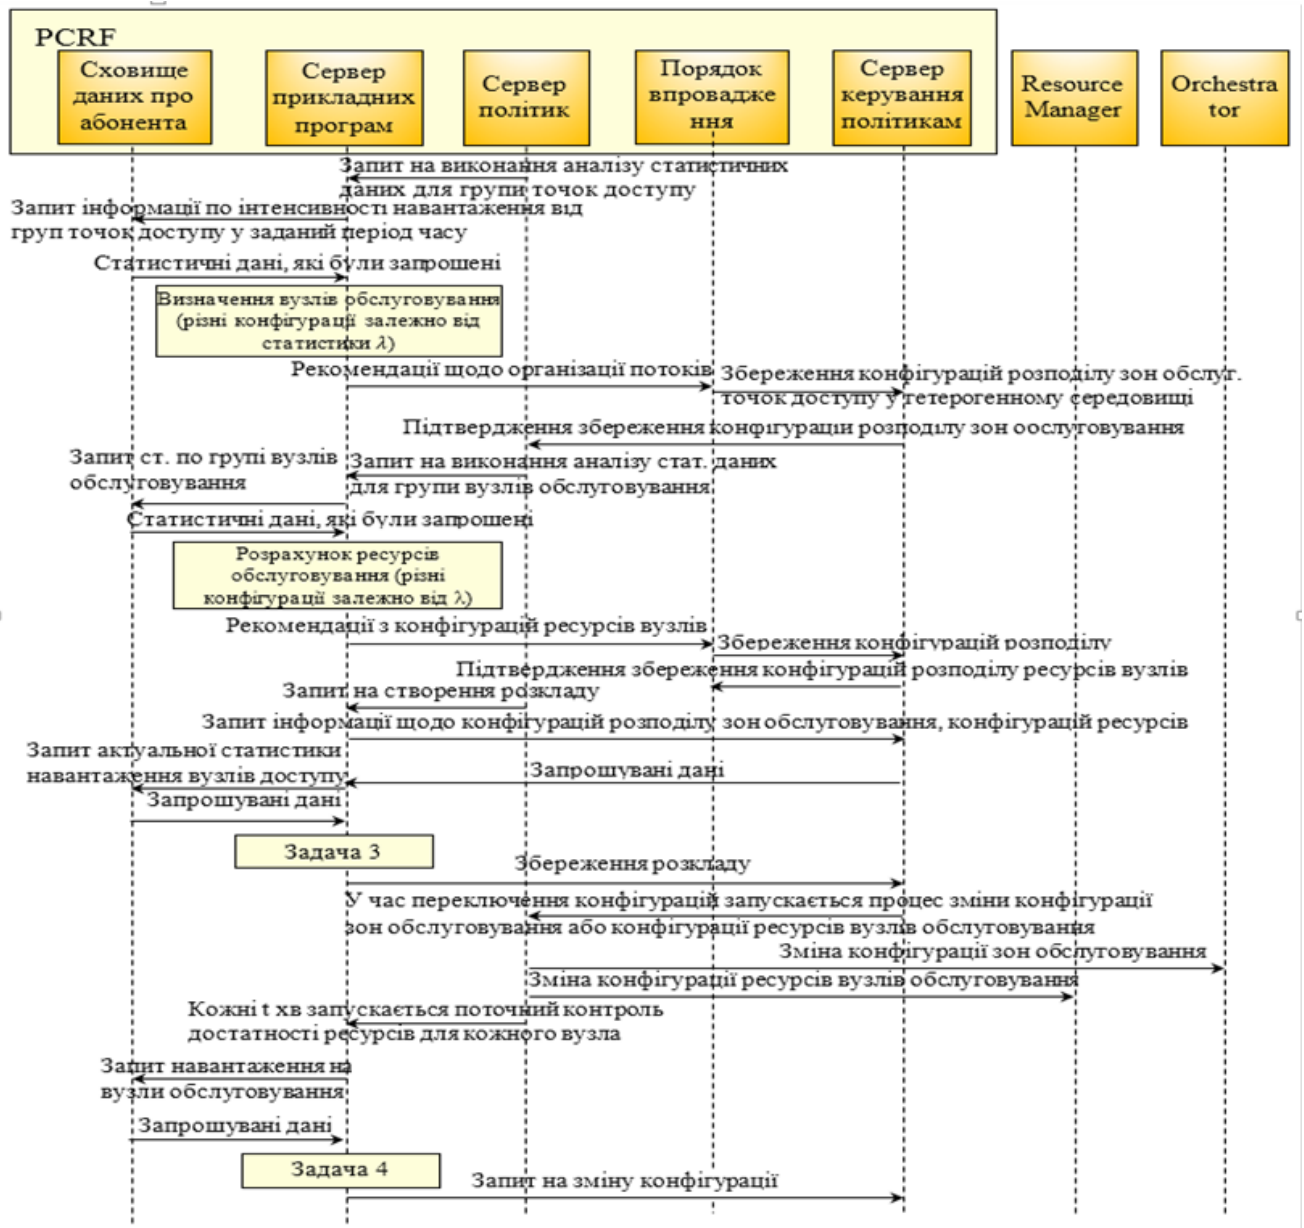 PCRF
Сховище
даних про
абонента
Сервер
прикладних
програм
Сервер
політик
Порядок
впровадже
ння
Сервер
керування
політикам
Resource
Manager
Orchestra
tor
Запит на виконання аналізу статистичних
даних для групи точок доступу
Запит інформації по інтенсивності навантаження від
груп точок доступу у заданий період часу
Статистичні дані, які були запрошені
Визначення вузлів обслуговування
(різні конфігурації залежно від
статистики λ)
Рекомендації щодо організації потоків
Збереження конфігурацій розподілу зон обслуг.
точок доступу у гетерогенному середовищі
Підтвердження збереження конфігурації розподілу зон обслуговування
Запит ст. по групі вузлів
обслуговування
Запит на виконання аналізу стат. даних
для групи вузлів обслуговування
Статистичні дані, які були запрошені
Розрахунок ресурсів
обслуговування (різні
конфігурації залежно від λ)
Рекомендації з конфігурацій ресурсів вузлів
Збереження конфігурацій розподілу
Підтвердження збереження конфігурацій розподілу ресурсів вузлів
Запит на створення розкладу
Запит інформації щодо конфігурацій розподілу зон обслуговування, конфігурацій ресурсів
Запит актуальної статистики
навантаження вузлів доступу
Запрошувані дані
Запрошувані дані
Задача 3
Збереження розкладу
У час переключення конфігурацій запускається процес зміни конфігурації
зон обслуговування або конфігурації ресурсів вузлів обслуговування
Зміна конфігурації зон обслуговування
Зміна конфігурації ресурсів вузлів обслуговування
Кожні t хв запускається поточний контроль
достатності ресурсів для кожного вузла
Запит навантаження на
вузли обслуговування
Запрошувані дані
Задача 4
Запит на зміну конфігурації